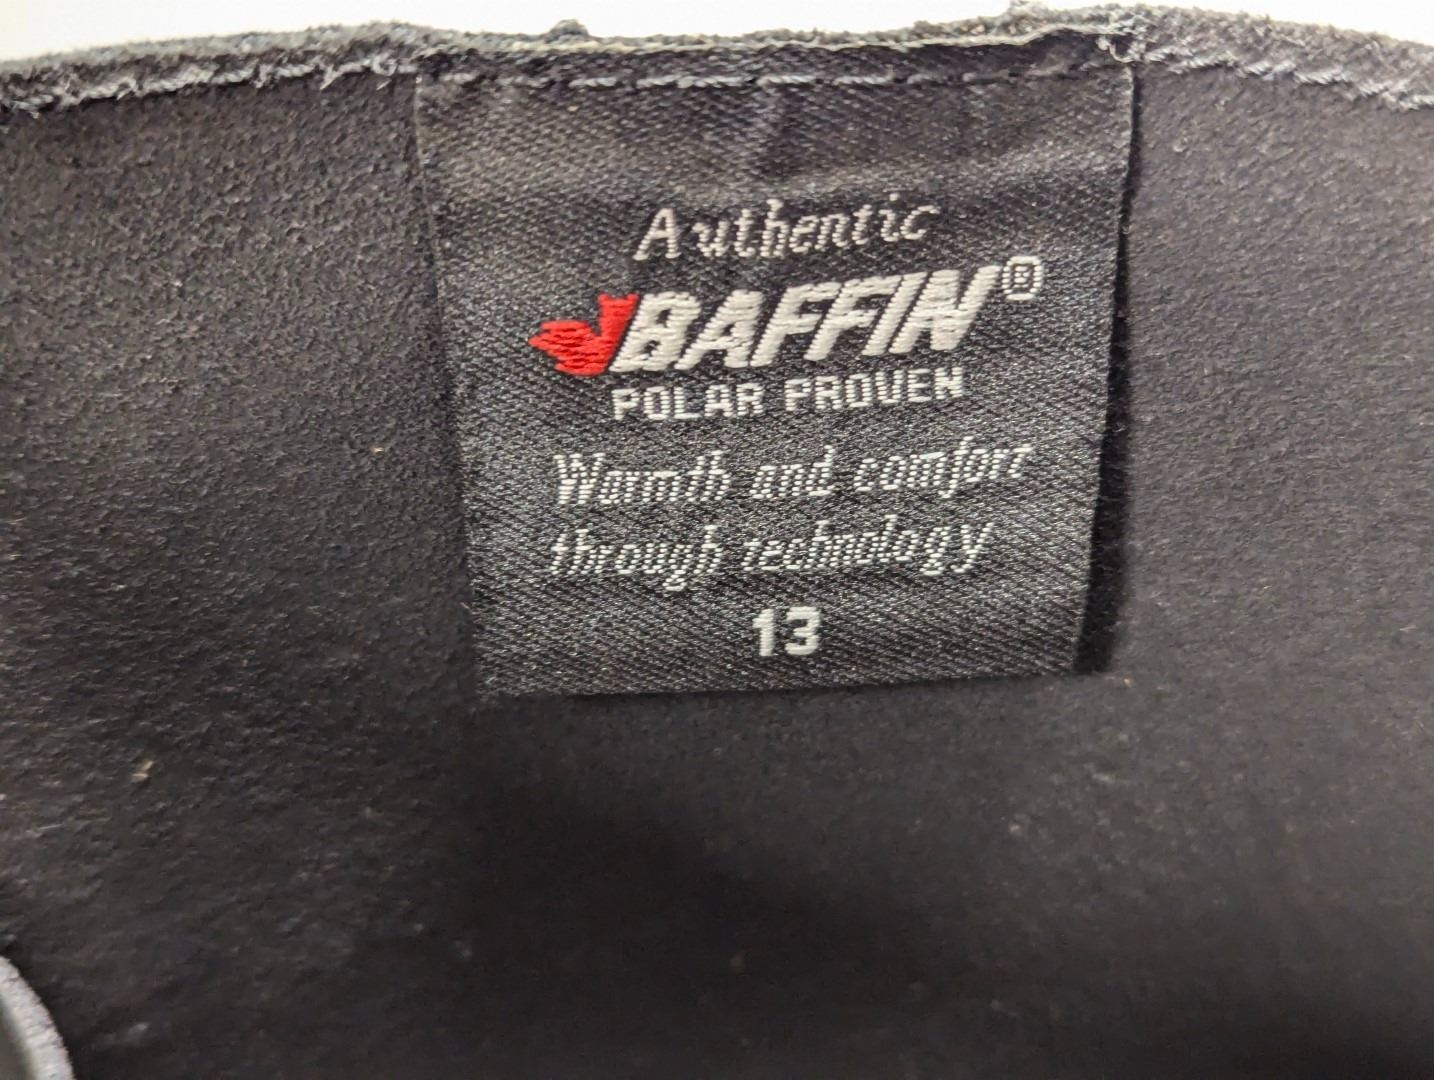 Authentic
BAFFIN®
POLAR PROVEN
Warmth and comfort
through technology
13